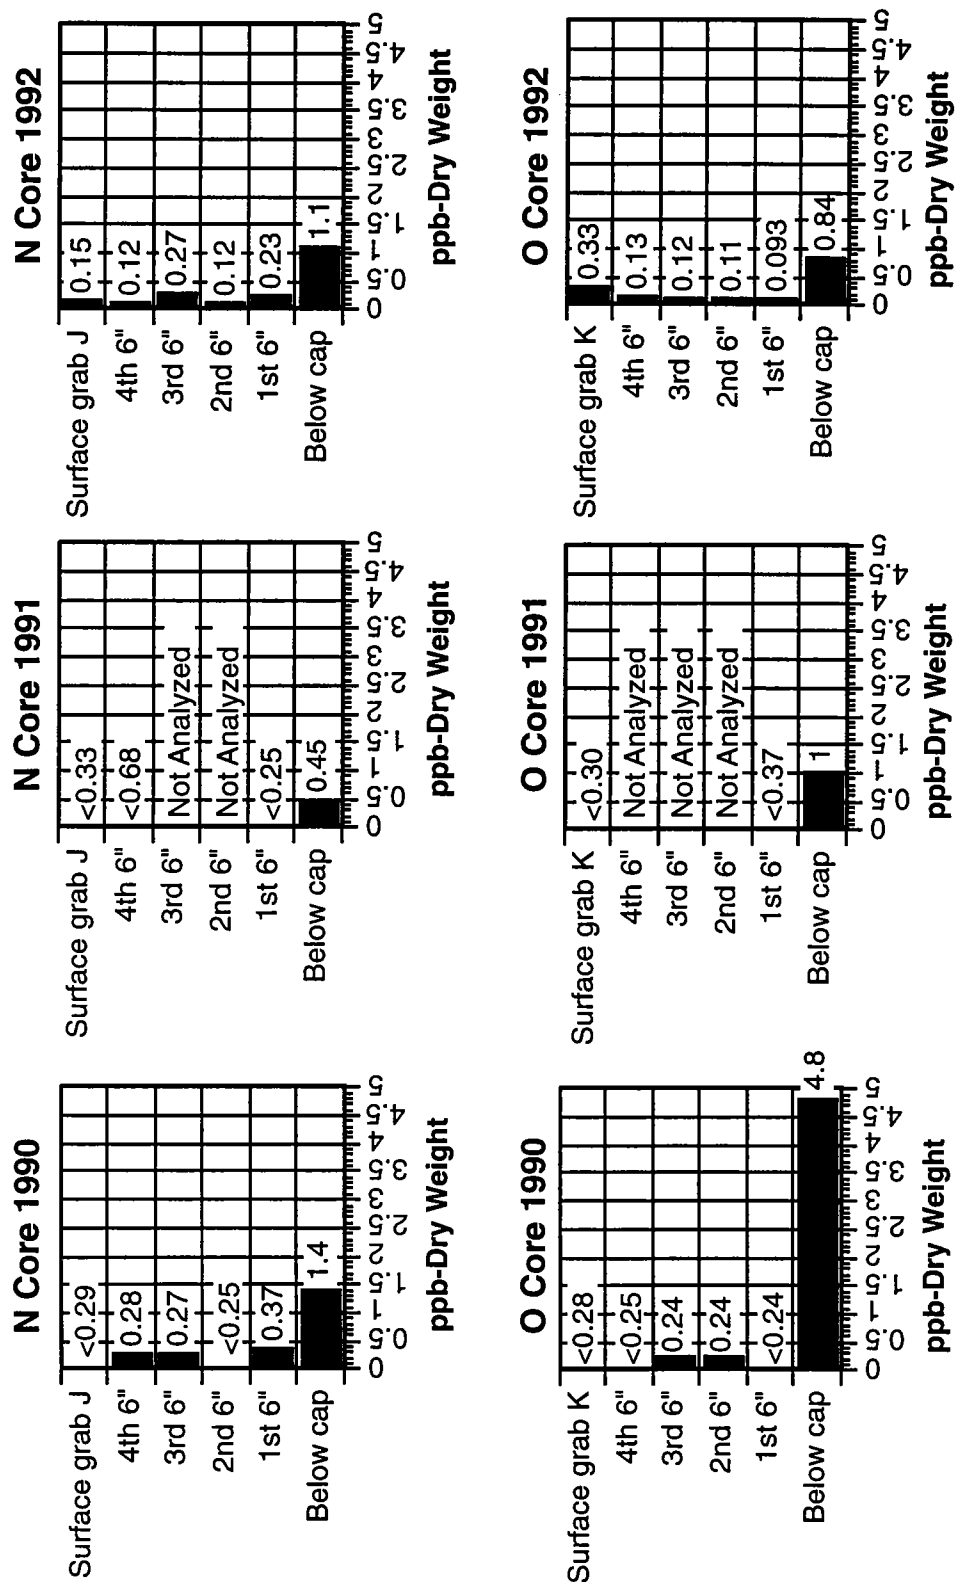 N Core 1992
Surface grab J 0.15
4th 6" 0.12
3rd 6" 0.27
2nd 6" 0.12
1st 6" 0.23
Below cap 1.1
0 0.5 1 1.5 2 2.5 3 3.5 4 4.5 5
ppb-Dry Weight
O Core 1992
Surface grab K 0.33
4th 6" 0.13
3rd 6" 0.12
2nd 6" 0.11
1st 6" 0.093
Below cap 0.84
0 0.5 1 1.5 2 2.5 3 3.5 4 4.5 5
ppb-Dry Weight
N Core 1991
Surface grab J <0.33
4th 6" <0.68
3rd 6" Not Analyzed
2nd 6" Not Analyzed
1st 6" <0.25
Below cap 0.45
0 0.5 1 1.5 2 2.5 3 3.5 4 4.5 5
ppb-Dry Weight
O Core 1991
Surface grab K <0.30
4th 6" Not Analyzed
3rd 6" Not Analyzed
2nd 6" Not Analyzed
1st 6" <0.37
Below cap 1
0 0.5 1 1.5 2 2.5 3 3.5 4 4.5 5
ppb-Dry Weight
N Core 1990
Surface grab J <0.29
4th 6" 0.28
3rd 6" 0.27
2nd 6" <0.25
1st 6" 0.37
Below cap 1.4
0 0.5 1 1.5 2 2.5 3 3.5 4 4.5 5
ppb-Dry Weight
O Core 1990
Surface grab K <0.28
4th 6" <0.25
3rd 6" 0.24
2nd 6" 0.24
1st 6" <0.24
Below cap 4.8
0 0.5 1 1.5 2 2.5 3 3.5 4 4.5 5
ppb-Dry Weight